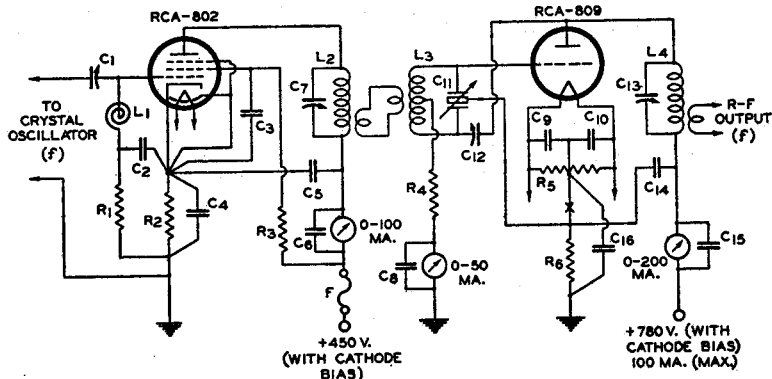 RCA-802
RCA-809
C1
L1
C2
R1
R2
C4
C3
TO
CRYSTAL
OSCILLATOR
(f)
L2
C7
C5
C6
R3
0-100
MA.
F
+450 V.
(WITH CATHODE
BIAS)
L3
C11
C12
R4
C8
0-50
MA.
C9
C10
R5
X
R6
C16
L4
C13
R-F
OUTPUT
(f)
C14
C15
0-200
MA.
+780 V. (WITH
CATHODE BIAS)
100 MA. (MAX.)